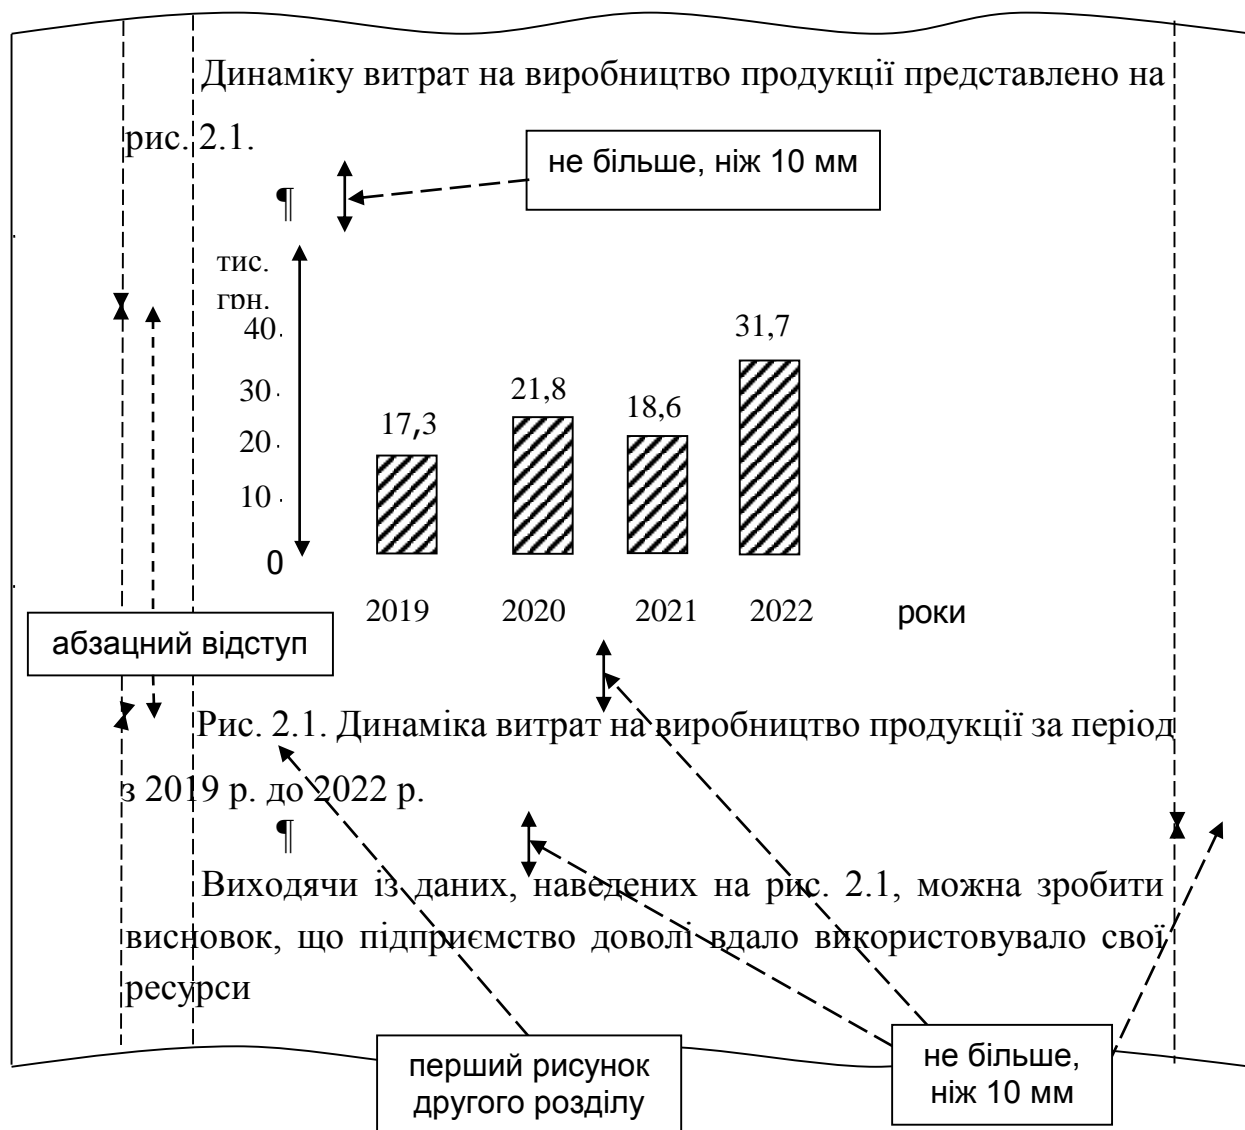 Динаміку витрат на виробництво продукції представлено на
рис. 2.1.
не більше, ніж 10 мм
¶
тис.
грн.
40
30
20
10
0
17,3
21,8
18,6
31,7
2019 2020 2021 2022 роки
абзацний відступ
Рис. 2.1. Динаміка витрат на виробництво продукції за період
з 2019 р. до 2022 р.
¶
Виходячи із даних, наведених на рис. 2.1, можна зробити
висновок, що підприємство доволі вдало використовувало свої
ресурси
перший рисунок
другого розділу
не більше,
ніж 10 мм